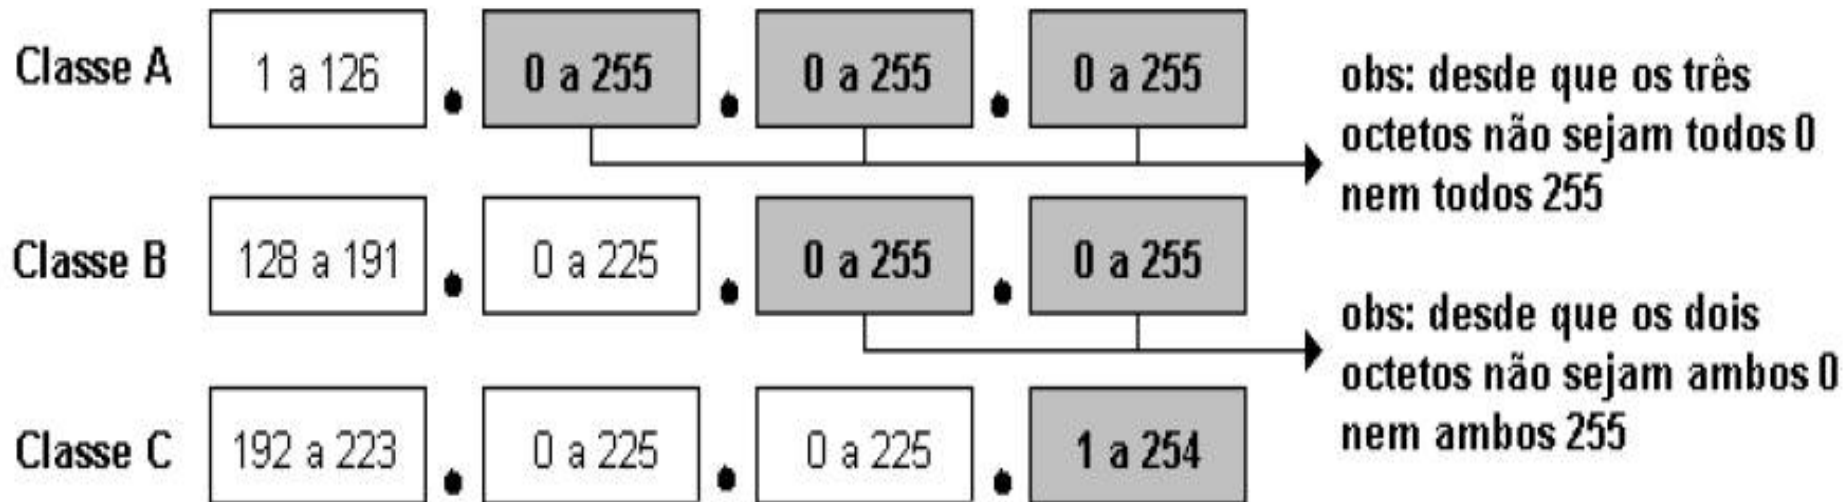 Classe A 1 a 126 . 0 a 255 . 0 a 255 . 0 a 255
obs: desde que os três
octetos não sejam todos 0
nem todos 255
Classe B 128 a 191 . 0 a 225 . 0 a 255 . 0 a 255
obs: desde que os dois
octetos não sejam ambos 0
nem ambos 255
Classe C 192 a 223 . 0 a 225 . 0 a 225 . 1 a 254